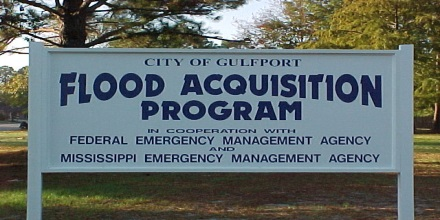 CITY OF GULFPORT
FLOOD ACQUISITION
PROGRAM
IN COOPERATION WITH
FEDERAL EMERGENCY MANAGEMENT AGENCY
AND
MISSISSIPPI EMERGENCY MANAGEMENT AGENCY